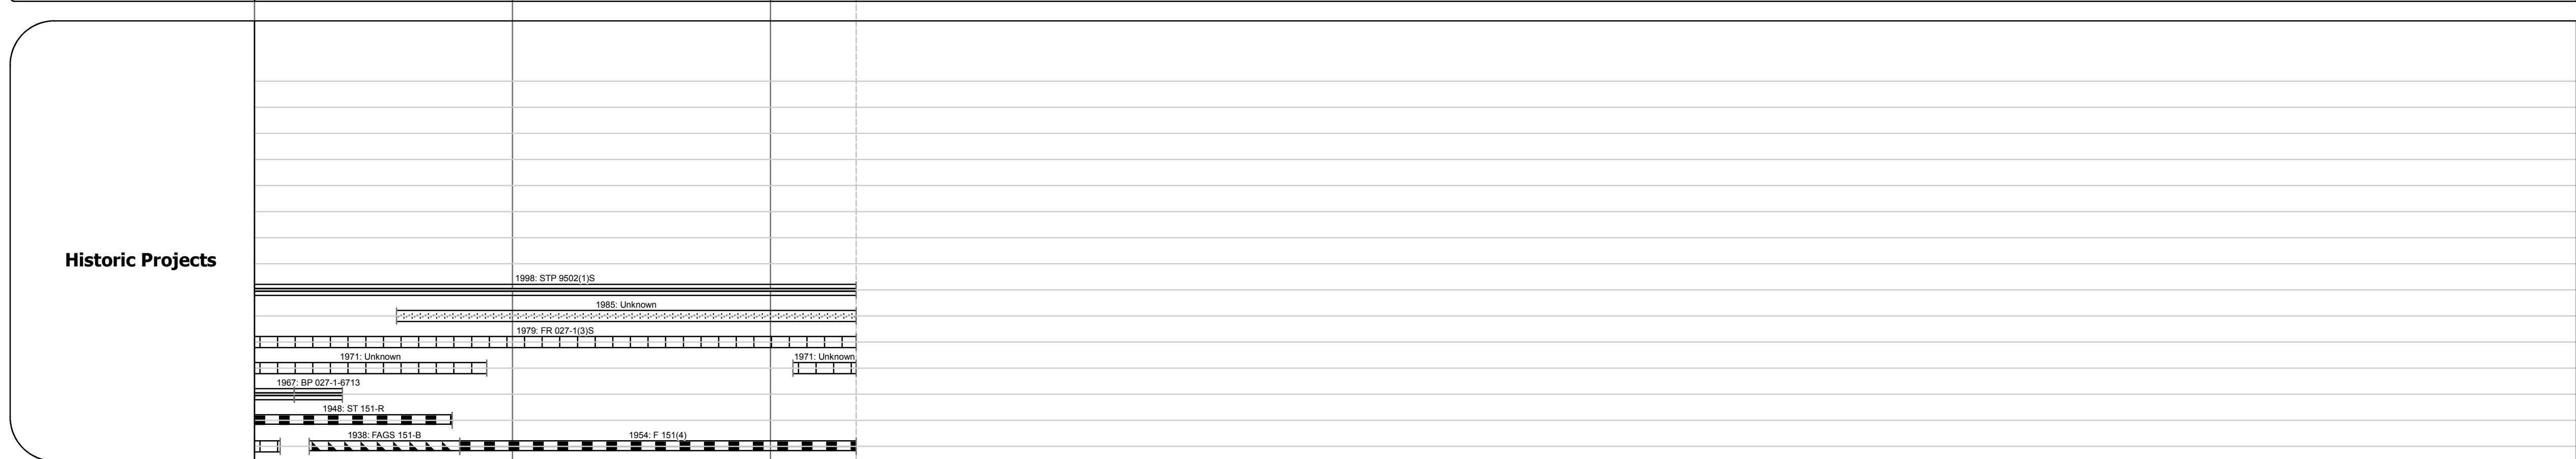 Historic Projects
1998: STP 9502(1)S
1985: Unknown
1979: FR 027-1(3)S
1971: Unknown
1971: Unknown
1967: BP 027-1-6713
1948: ST 151-R
1938: FAGS 151-B
1954: F 151(4)